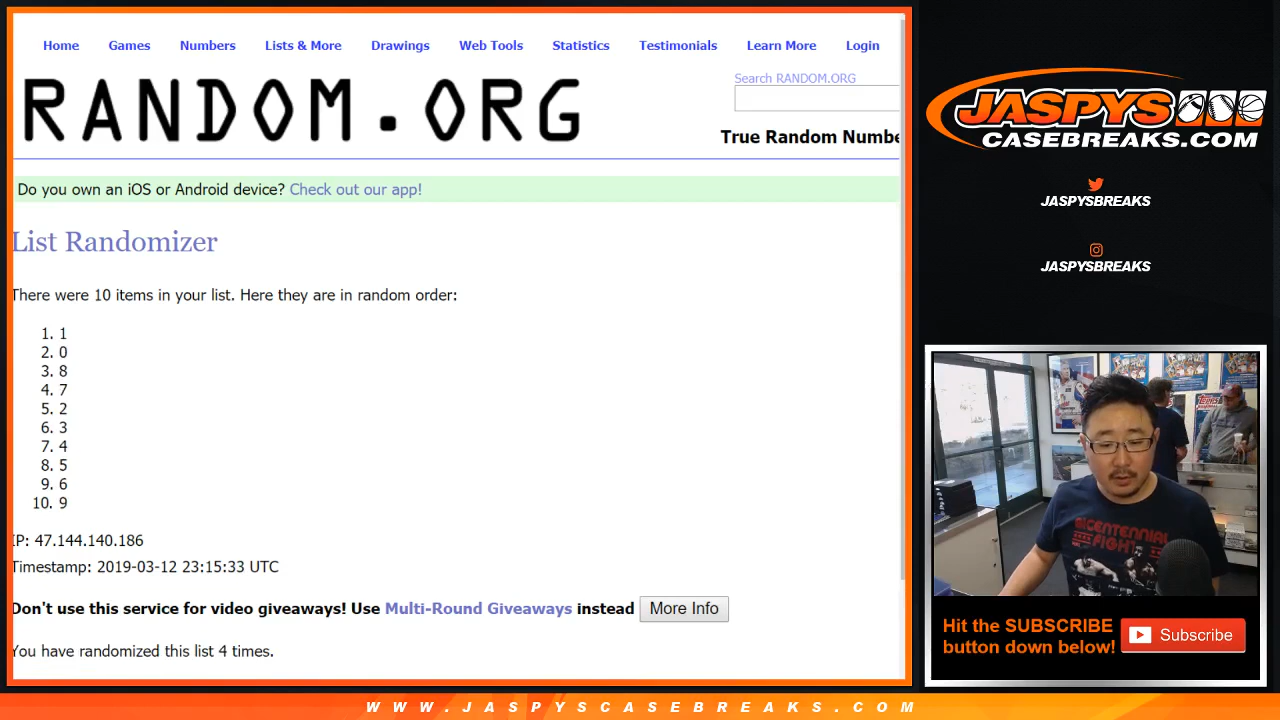 Home Games Numbers Lists & More Drawings Web Tools Statistics Testimonials Learn More Login
RANDOM.ORG
Search RANDOM.ORG
True Random Numbe
Do you own an iOS or Android device? Check out our app!
List Randomizer
There were 10 items in your list. Here they are in random order:
1. 1
2. 0
3. 8
4. 7
5. 2
6. 3
7. 4
8. 5
9. 6
10. 9
IP: 47.144.140.186
Timestamp: 2019-03-12 23:15:33 UTC
Don't use this service for video giveaways! Use Multi-Round Giveaways instead More Info
You have randomized this list 4 times.
JASPYS
CASEBREAKS.COM
JASPYSBREAKS
JASPYSBREAKS
BICENTENNIAL
FIGHT
Hit the SUBSCRIBE
button down below!
Subscribe
WWW.JASPYSCASEBREAKS.COM